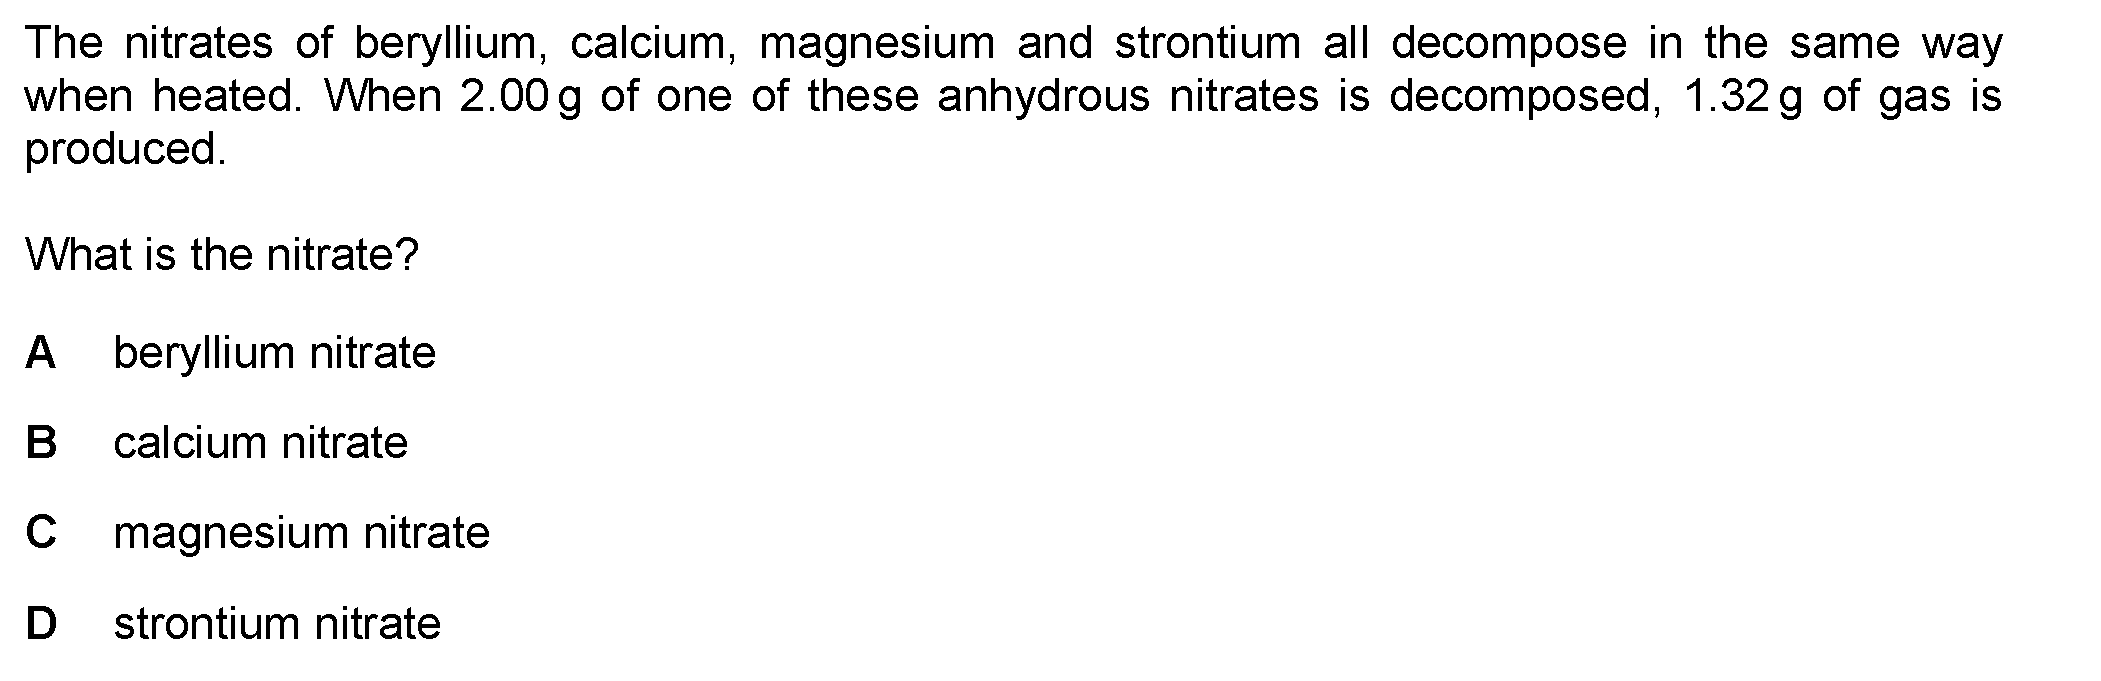 The nitrates of beryllium, calcium, magnesium and strontium all decompose in the same way
when heated. When 2.00 g of one of these anhydrous nitrates is decomposed, 1.32 g of gas is
produced.
What is the nitrate?
A beryllium nitrate
B calcium nitrate
C magnesium nitrate
D strontium nitrate